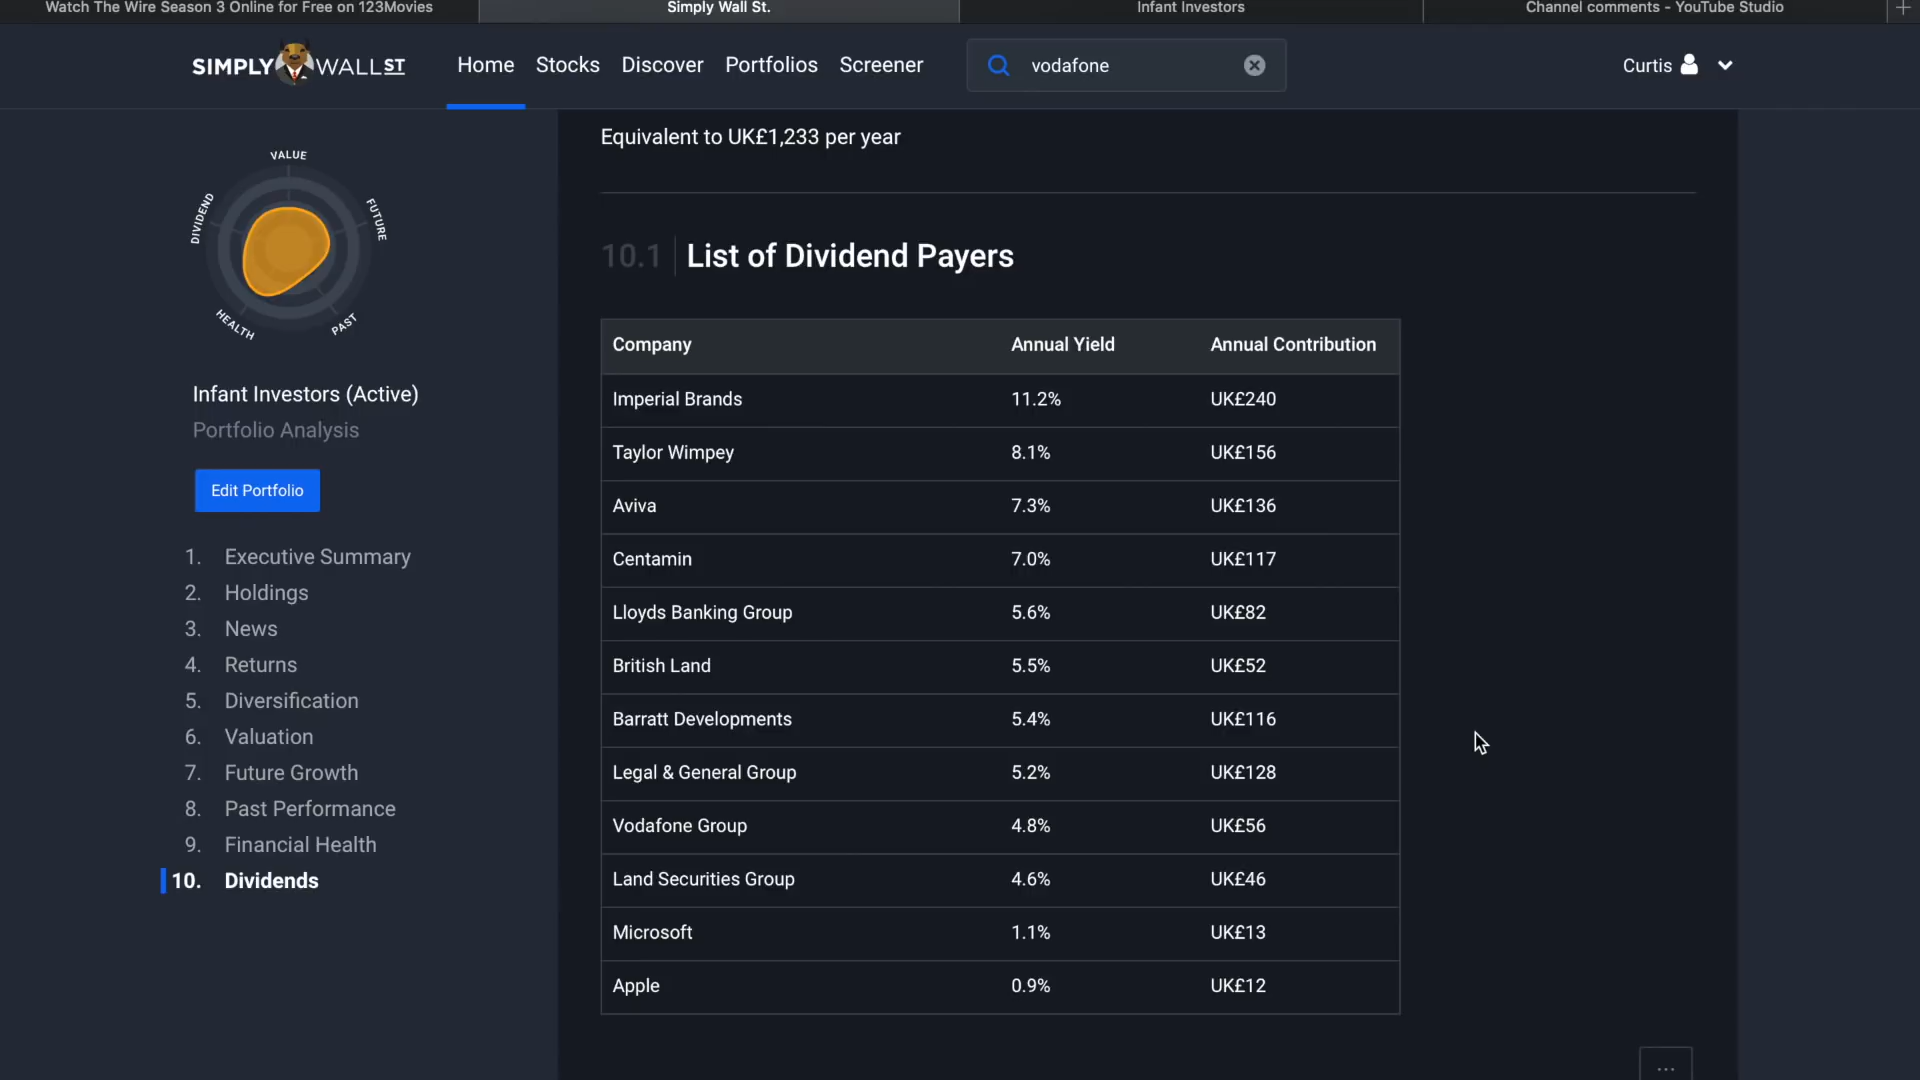 Watch The Wire Season 3 Online for Free on 123Movies
Simply Wall St.
Infant Investors
Channel comments - YouTube Studio
SIMPLY WALL ST
Home
Stocks
Discover
Portfolios
Screener
vodafone
Curtis
VALUE
FUTURE
PAST
HEALTH
DIVIDEND
Infant Investors (Active)
Portfolio Analysis
Edit Portfolio
1. Executive Summary
2. Holdings
3. News
4. Returns
5. Diversification
6. Valuation
7. Future Growth
8. Past Performance
9. Financial Health
10. Dividends
Equivalent to UK£1,233 per year
10.1 List of Dividend Payers
Company Annual Yield Annual Contribution
Imperial Brands 11.2% UK£240
Taylor Wimpey 8.1% UK£156
Aviva 7.3% UK£136
Centamin 7.0% UK£117
Lloyds Banking Group 5.6% UK£82
British Land 5.5% UK£52
Barratt Developments 5.4% UK£116
Legal & General Group 5.2% UK£128
Vodafone Group 4.8% UK£56
Land Securities Group 4.6% UK£46
Microsoft 1.1% UK£13
Apple 0.9% UK£12
...